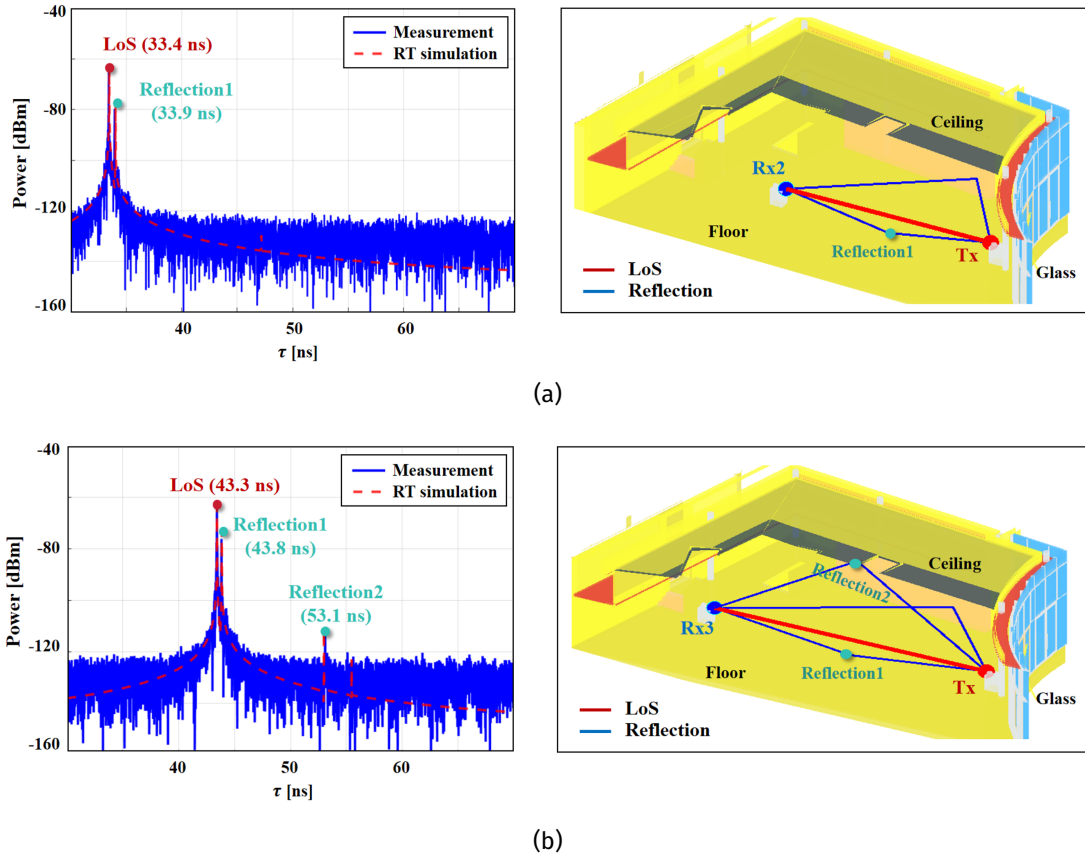 -40
-80
-120
-160
Power [dBm]
40
50
60
τ [ns]
LoS (33.4 ns)
Reflection1
(33.9 ns)
Measurement
RT simulation
Ceiling
Rx2
Floor
Reflection1
Tx
Glass
LoS
Reflection
(a)
-40
-80
-120
-160
Power [dBm]
40
50
60
τ [ns]
LoS (43.3 ns)
Reflection1
(43.8 ns)
Reflection2
(53.1 ns)
Measurement
RT simulation
Ceiling
Reflection2
Rx3
Floor
Reflection1
Tx
Glass
LoS
Reflection
(b)